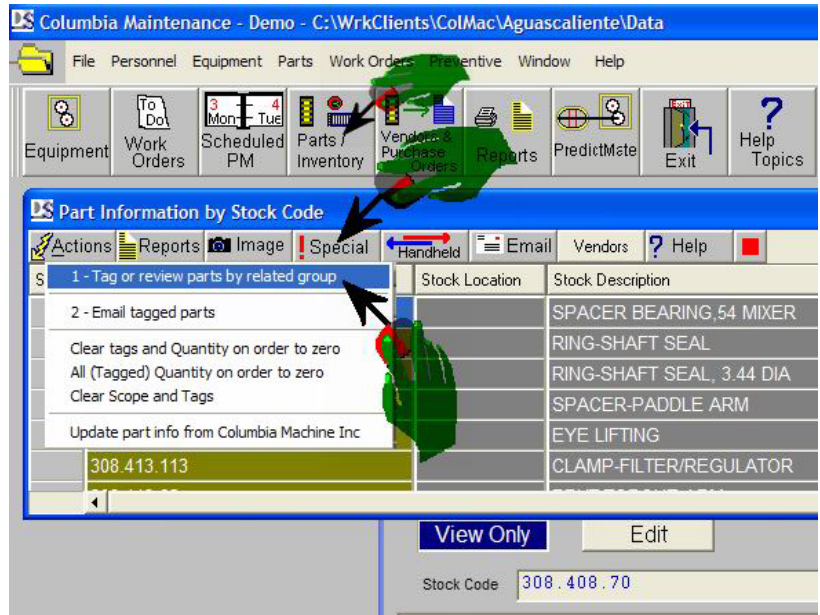 DS Columbia Maintenance - Demo - C:\WrkClients\ColMac\Aguascaliente\Data
File Personnel Equipment Parts Work Orders Preventive Window Help
Equipment
To Do
Work Orders
3 4
Mon Tue
Scheduled PM
Parts / Inventory
Vendors & Purchase Orders
Reports
PredictMate
EXIT
Exit
?
Help Topics
DS Part Information by Stock Code
Actions Reports Image ! Special Handheld Email Vendors ? Help
S Stock Location Stock Description
1 - Tag or review parts by related group
2 - Email tagged parts
Clear tags and Quantity on order to zero
All (Tagged) Quantity on order to zero
Clear Scope and Tags
Update part info from Columbia Machine Inc
SPACER BEARING,54 MIXER
RING-SHAFT SEAL
RING-SHAFT SEAL, 3.44 DIA
SPACER-PADDLE ARM
EYE LIFTING
308.413.113 CLAMP-FILTER/REGULATOR
View Only Edit
Stock Code 308.408.70